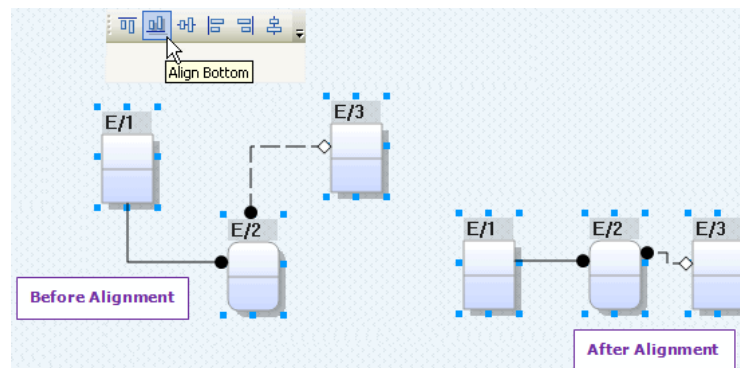 Align Bottom
E/1
E/3
E/2
Before Alignment
E/1
E/2
E/3
After Alignment